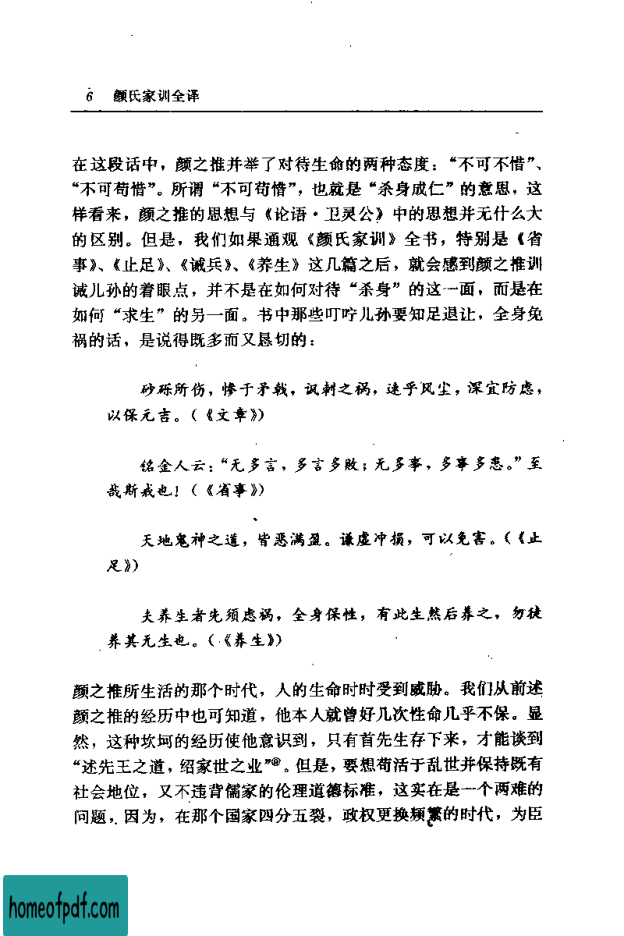 6 颜氏家训全译
在这段话中，颜之推并举了对待生命的两种态度：“不可不惜”、
“不可苟惜”。所谓“不可苟惜”，也就是“杀身成仁”的意思，这
样看来，颜之推的思想与《论语·卫灵公》中的思想并无什么大
的区别。但是，我们如果通观《颜氏家训》全书，特别是《省
事》、《止足》、《诫兵》、《养生》这几篇之后，就会感到颜之推训
诫儿孙的着眼点，并不是在如何对待“杀身”的这一面，而是在
如何“求生”的另一面。书中那些叮咛儿孙要知足退让，全身免
祸的话，是说得既多而又恳切的：
砂砾所伤，惨于矛戟，讽刺之祸，速乎风尘，深宜防虑，
以保元吉。（《文章》）
铭金人云：“无多言，多言多败；无多事，多事多患。”至
哉斯戒也！（《省事》）
天地鬼神之道，皆恶满盈。谦虚冲损，可以免害。（《止
足》）
夫养生者先须虑祸，全身保性，有此生然后养之，勿徒
养其无生也。（《养生》）
颜之推所生活的那个时代，人的生命时时受到威胁。我们从前述
颜之推的经历中也可知道，他本人就曾好几次性命几乎不保。显
然，这种坎坷的经历使他意识到，只有首先生存下来，才能谈到
“述先王之道，绍家世之业”。但是，要想苟活于乱世并保持既有
社会地位，又不违背儒家的伦理道德标准，这实在是一个两难的
问题，因为，在那个国家四分五裂，政权更换频繁的时代，为臣
homeofpdf.com